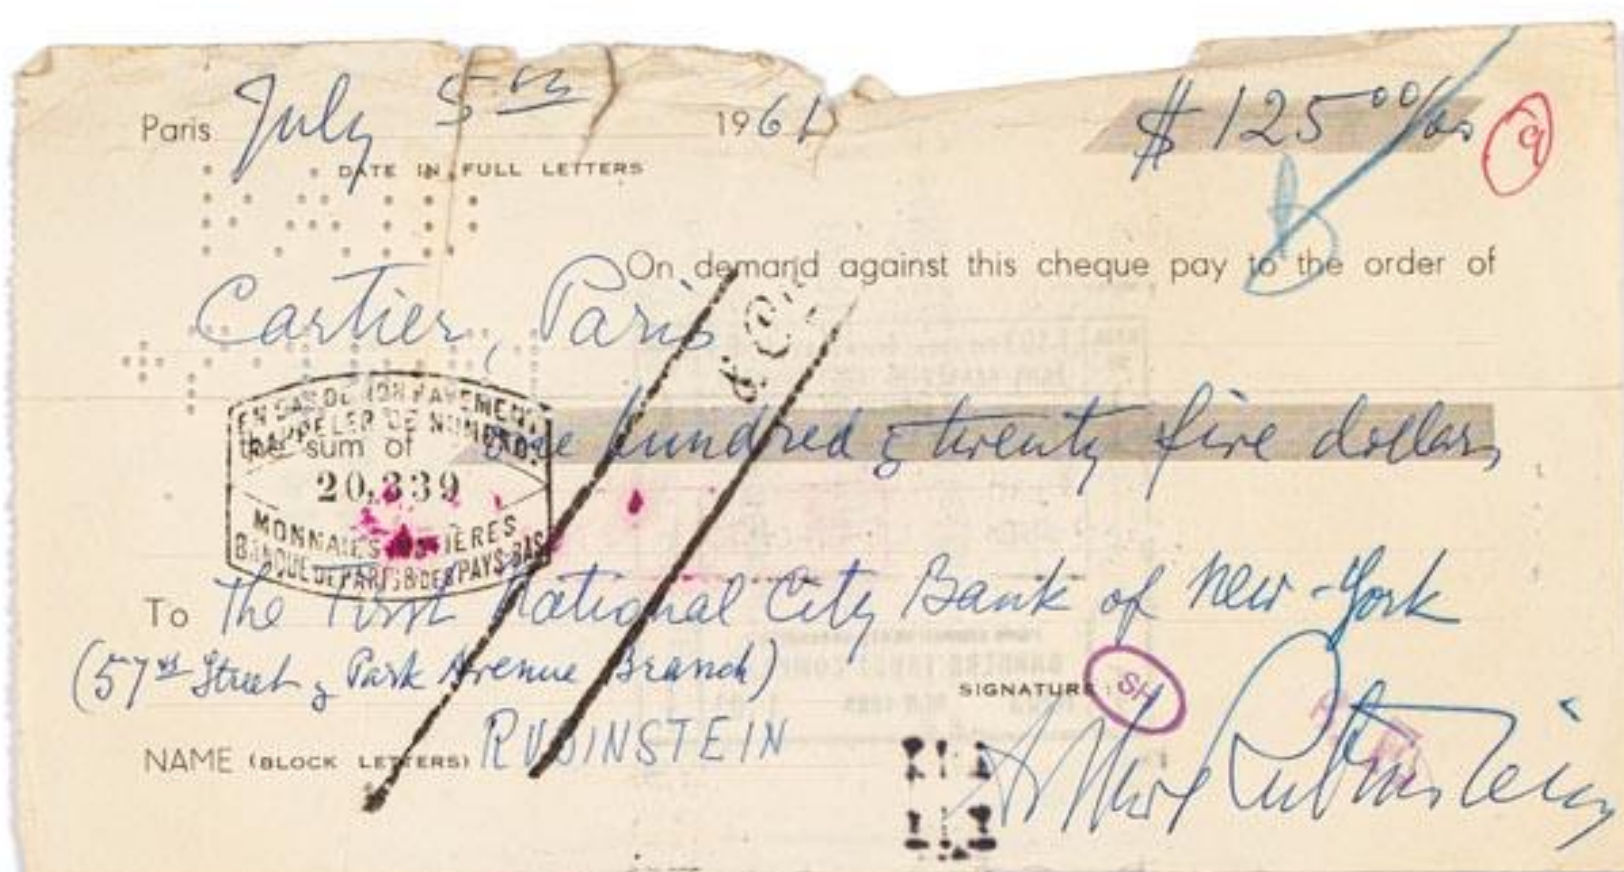 Paris July 5th 1961 $ 125 00/00 9
DATE IN FULL LETTERS
On demand against this cheque pay to the order of
Cartier, Paris
EN CAS DE NON PAYEMENT
RAPPELER CE NUMERO
the sum of one hundred & twenty five dollars
20,339
MONNAIES
BANQUE DE PARIS & DES PAYS-BAS
To The First National City Bank of New-York
(57th Street & Park Avenue Branch)
SIGNATURE: SH
NAME (BLOCK LETTERS) RUBINSTEIN
Arthur Rubinstein